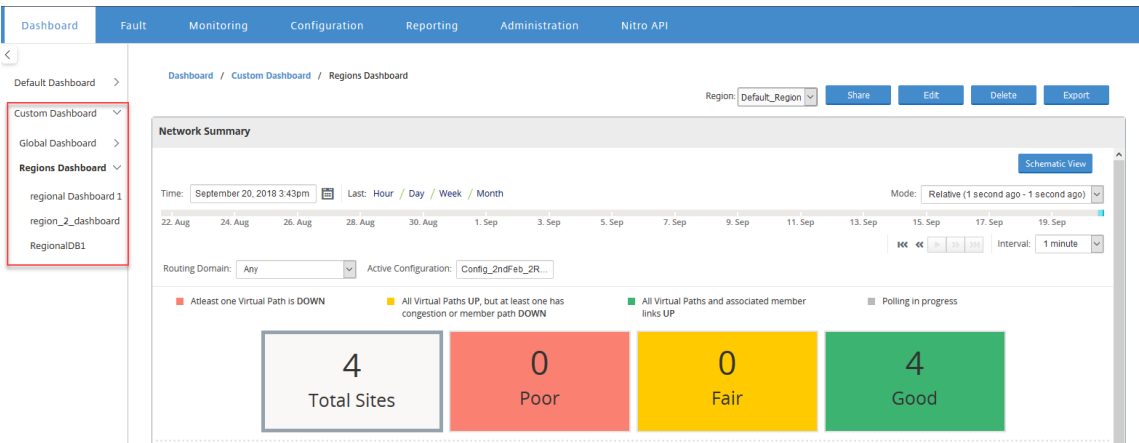 Dashboard Fault Monitoring Configuration Reporting Administration Nitro API
Default Dashboard
Custom Dashboard
Global Dashboard
Regions Dashboard
regional Dashboard 1
region_2_dashboard
RegionalDB1
Dashboard / Custom Dashboard / Regions Dashboard
Region: Default_Region Share Edit Delete Export
Network Summary
Schematic View
Time: September 20, 2018 3:43pm Last: Hour / Day / Week / Month Mode: Relative (1 second ago - 1 second ago)
22. Aug 24. Aug 26. Aug 28. Aug 30. Aug 1. Sep 3. Sep 5. Sep 7. Sep 9. Sep 11. Sep 13. Sep 15. Sep 17. Sep 19. Sep
Interval: 1 minute
Routing Domain: Any Active Configuration: Config_2ndFeb_2R...
Atleast one Virtual Path is DOWN
All Virtual Paths UP, but at least one has
congestion or member path DOWN
All Virtual Paths and associated member
links UP
Polling in progress
4
Total Sites
0
Poor
0
Fair
4
Good